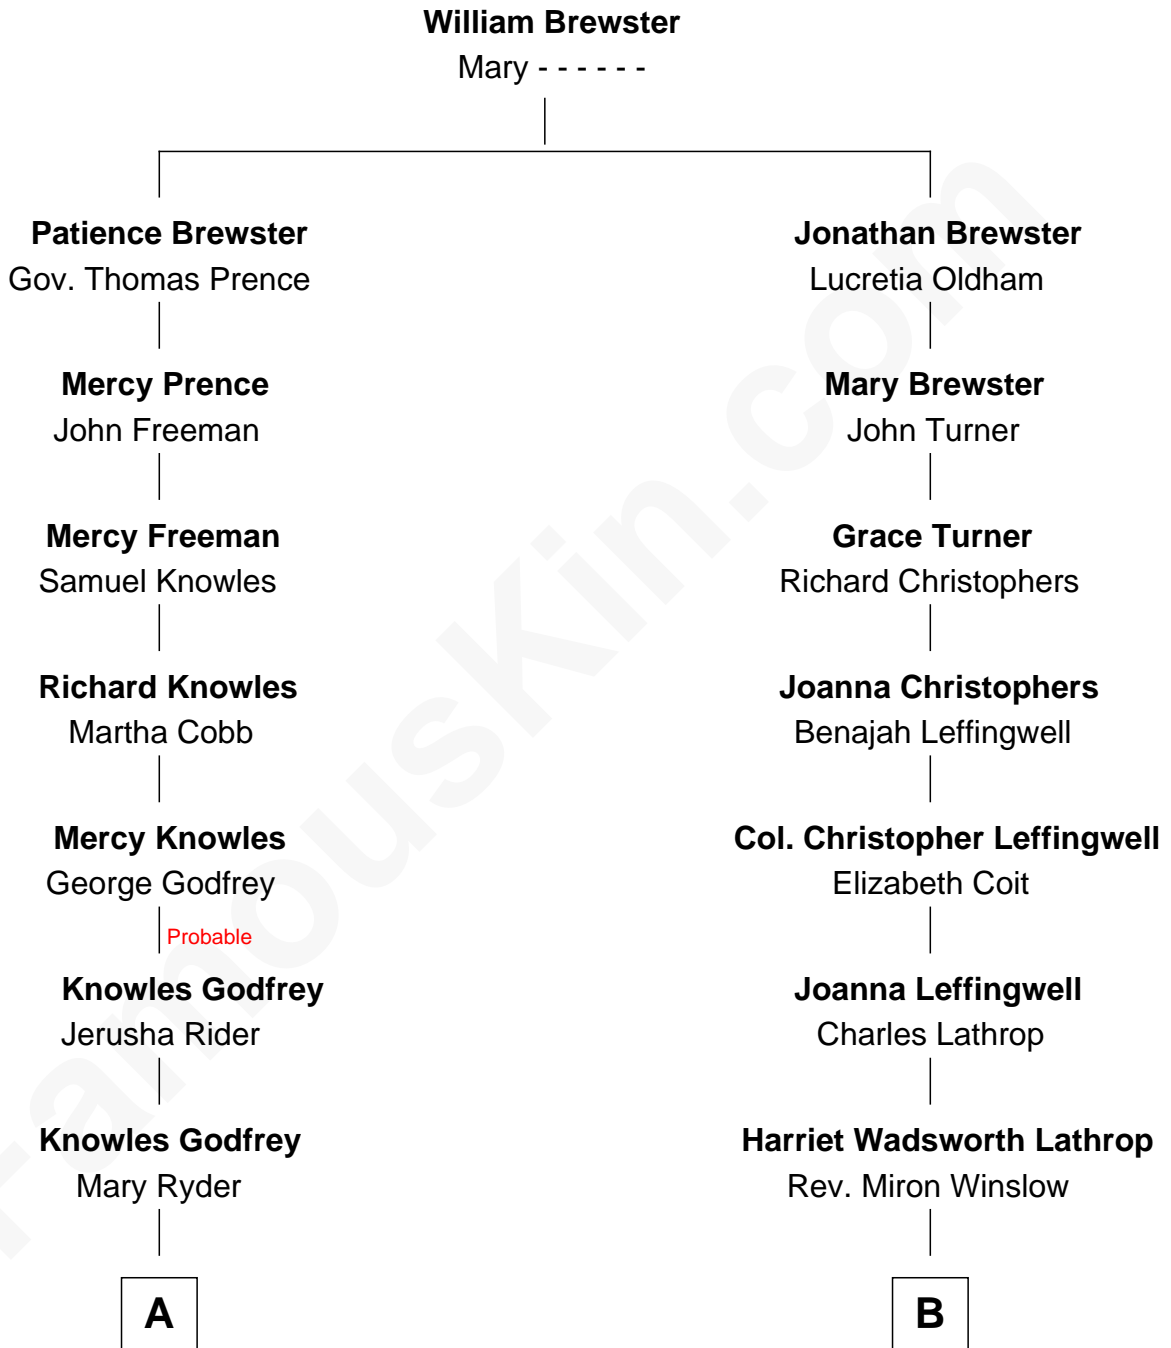 William Brewster
Mary - - - - - -
Patience Brewster
Gov. Thomas Prence
Jonathan Brewster
Lucretia Oldham
Mercy Prence
John Freeman
Mary Brewster
John Turner
Mercy Freeman
Samuel Knowles
Grace Turner
Richard Christophers
Richard Knowles
Martha Cobb
Joanna Christophers
Benajah Leffingwell
Mercy Knowles
George Godfrey
Col. Christopher Leffingwell
Elizabeth Coit
Probable
Knowles Godfrey
Jerusha Rider
Joanna Leffingwell
Charles Lathrop
Knowles Godfrey
Mary Ryder
Harriet Wadsworth Lathrop
Rev. Miron Winslow
A
B
FamousKin.com